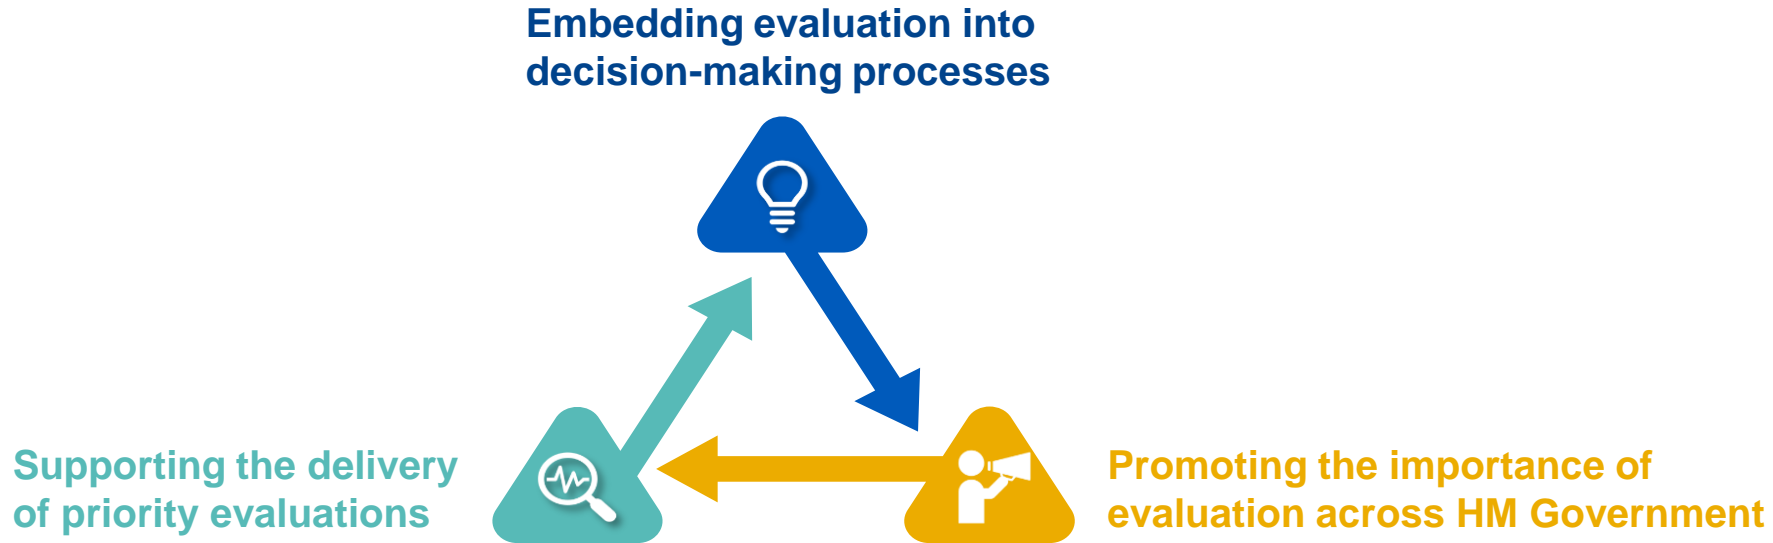 Embedding evaluation into
decision-making processes
Supporting the delivery
of priority evaluations
Promoting the importance of
evaluation across HM Government